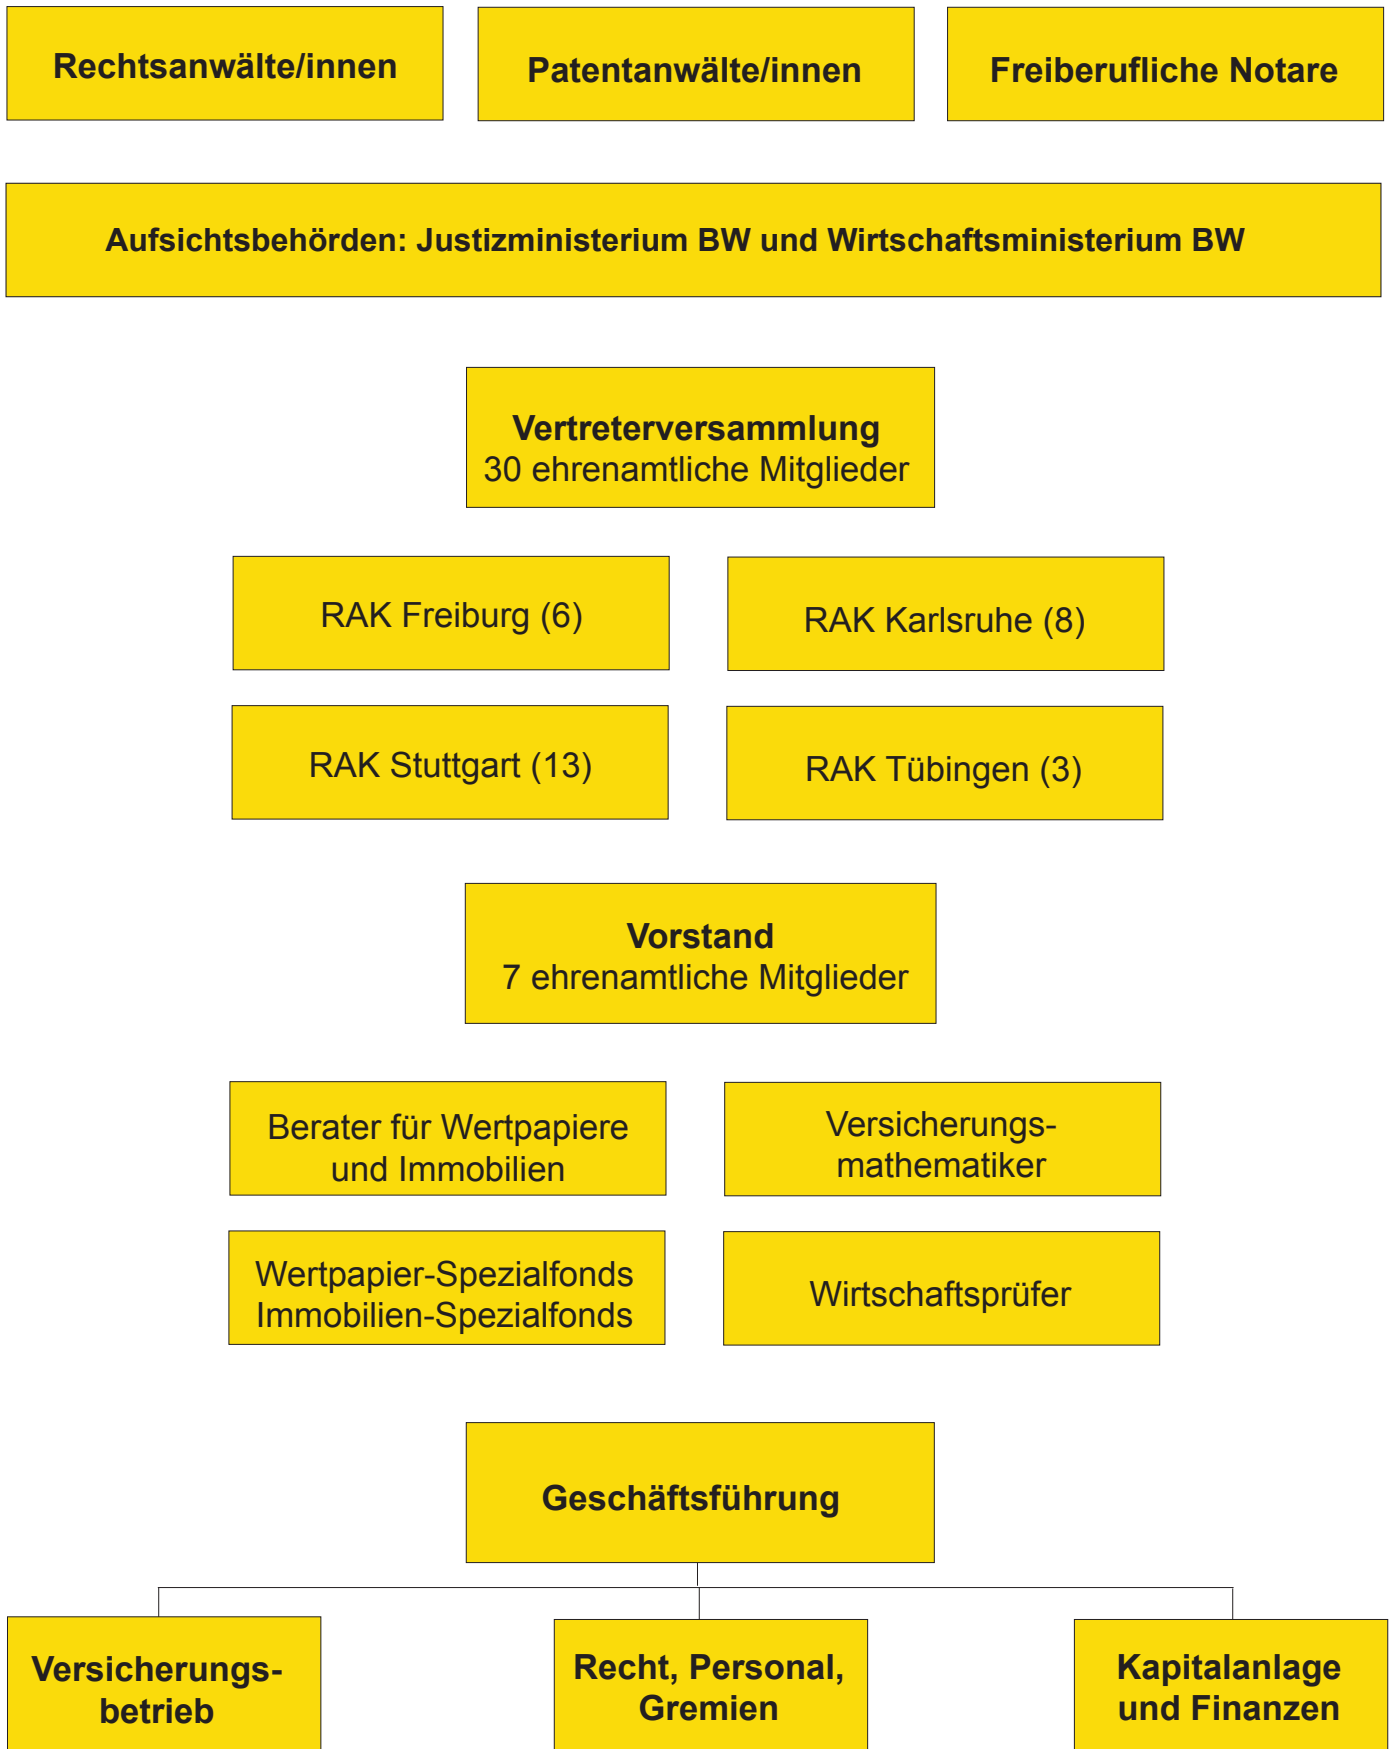 Rechtsanwälte/innen
Patentanwälte/innen
Freiberufliche Notare
Aufsichtsbehörden: Justizministerium BW und Wirtschaftsministerium BW
Vertreterversammlung
30 ehrenamtliche Mitglieder
RAK Freiburg (6)
RAK Karlsruhe (8)
RAK Stuttgart (13)
RAK Tübingen (3)
Vorstand
7 ehrenamtliche Mitglieder
Berater für Wertpapiere
und Immobilien
Versicherungs-
mathematiker
Wertpapier-Spezialfonds
Immobilien-Spezialfonds
Wirtschaftsprüfer
Geschäftsführung
Versicherungs-
betrieb
Recht, Personal,
Gremien
Kapitalanlage
und Finanzen